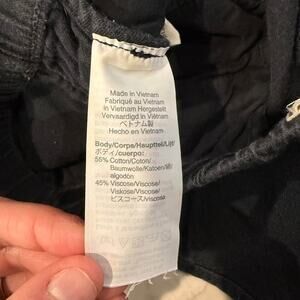 Made in Vietnam
Fabriqué au Vietnam
in Vietnam Hergestellt
Vervaardigd in Vietnam
ベトナム製
Hecho en Vietnam
Body/Corps/Hauptteil/Lijf/
ボディ/cuerpo:
55% Cotton/Coton/
Baumwolle/Katoen/綿/
algodón
45% Viscose/Viscose/
Viskose/Viscose/
ビスコース/Viscosa